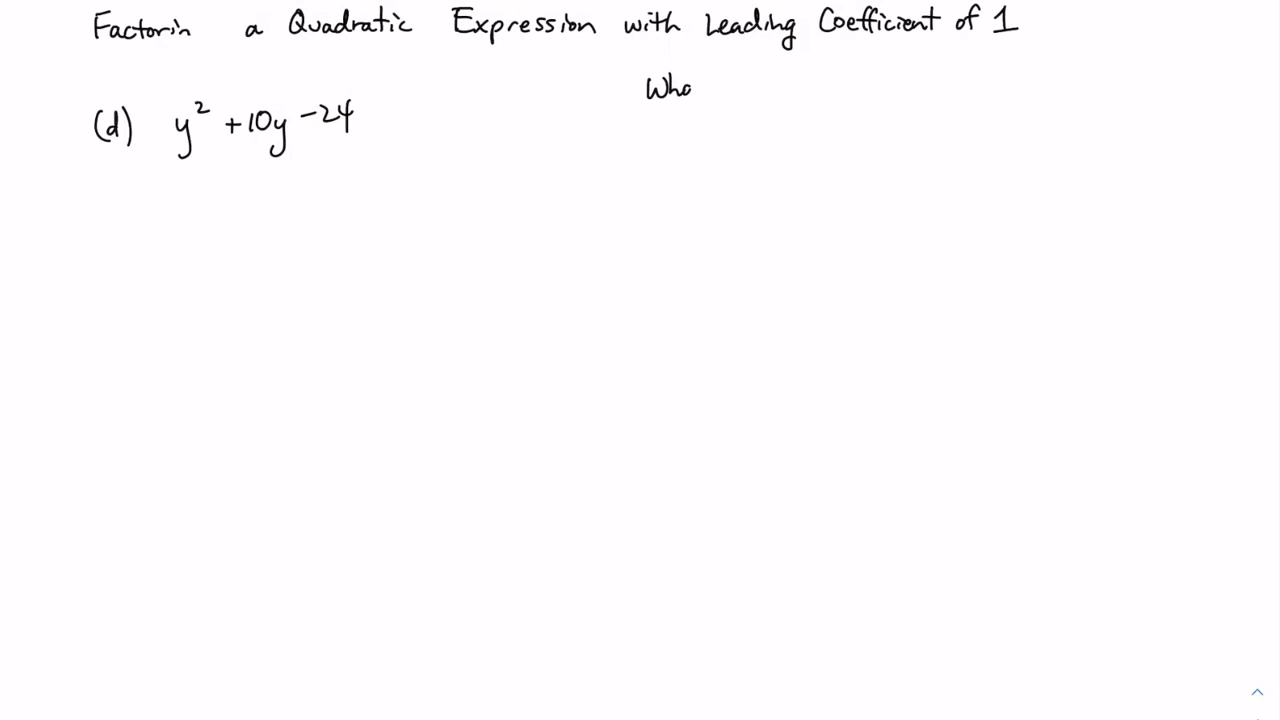 Factorin a Quadratic Expression with Leading Coefficient of 1
Who
(d) y² +10y -24